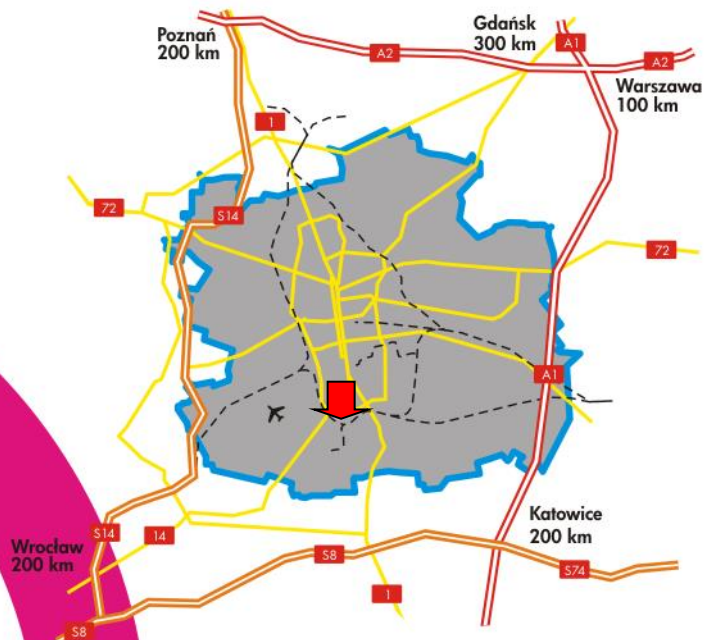 Poznań
200 km
Gdańsk
300 km
A1
A2
A2
Warszawa
100 km
1
72
S14
72
A1
Katowice
200 km
S14
14
Wrocław
200 km
S8
S74
1
S8